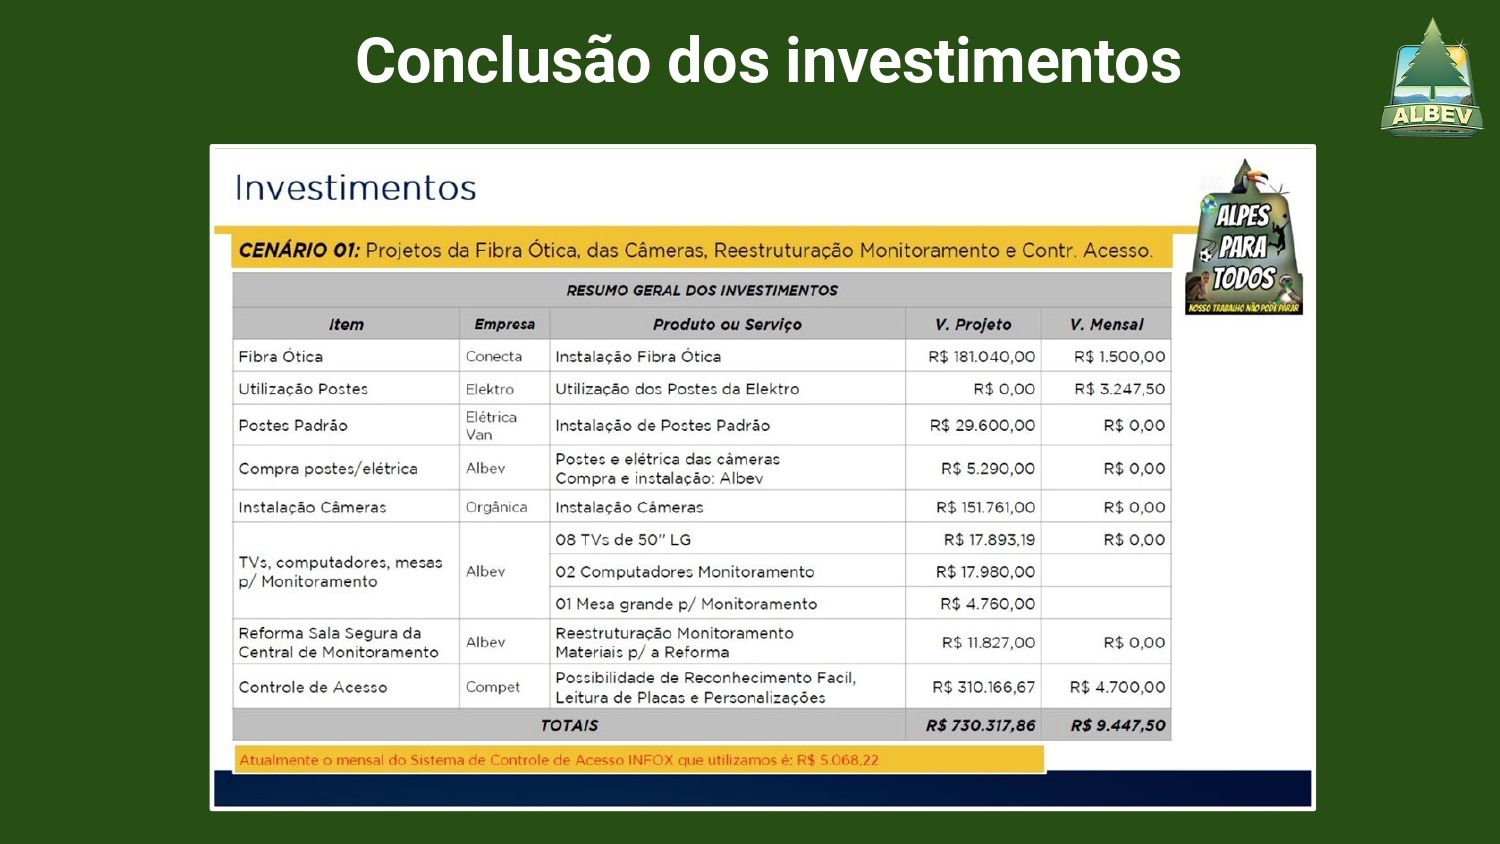 Conclusão dos investimentos
ALBEV
Investimentos
ALPES
PARA
TODOS
NOSSO TRABALHO NÃO PODE PARAR
CENÁRIO 01: Projetos da Fibra Ótica, das Câmeras, Reestruturação Monitoramento e Contr. Acesso.
RESUMO GERAL DOS INVESTIMENTOS
Item Empresa Produto ou Serviço V. Projeto V. Mensal
Fibra Ótica Conecta Instalação Fibra Ótica R$ 181.040,00 R$ 1.500,00
Utilização Postes Elektro Utilização dos Postes da Elektro R$ 0,00 R$ 3.247,50
Postes Padrão Elétrica Van Instalação de Postes Padrão R$ 29.600,00 R$ 0,00
Compra postes/elétrica Albev Postes e elétrica das câmeras R$ 5.290,00 R$ 0,00
Compra e instalação: Albev
Instalação Câmeras Orgânica Instalação Câmeras R$ 151.761,00 R$ 0,00
TVs, computadores, mesas
p/ Monitoramento
Albev
08 TVs de 50" LG R$ 17.893,19 R$ 0,00
02 Computadores Monitoramento R$ 17.980,00
01 Mesa grande p/ Monitoramento R$ 4.760,00
Reforma Sala Segura da
Central de Monitoramento
Albev
Reestruturação Monitoramento
Materiais p/ a Reforma
R$ 11.827,00 R$ 0,00
Controle de Acesso Compet
Possibilidade de Reconhecimento Facil,
Leitura de Placas e Personalizações
R$ 310.166,67 R$ 4.700,00
TOTAIS R$ 730.317,86 R$ 9.447,50
Atualmente o mensal do Sistema de Controle de Acesso INFOX que utilizamos é: R$ 5.068,22